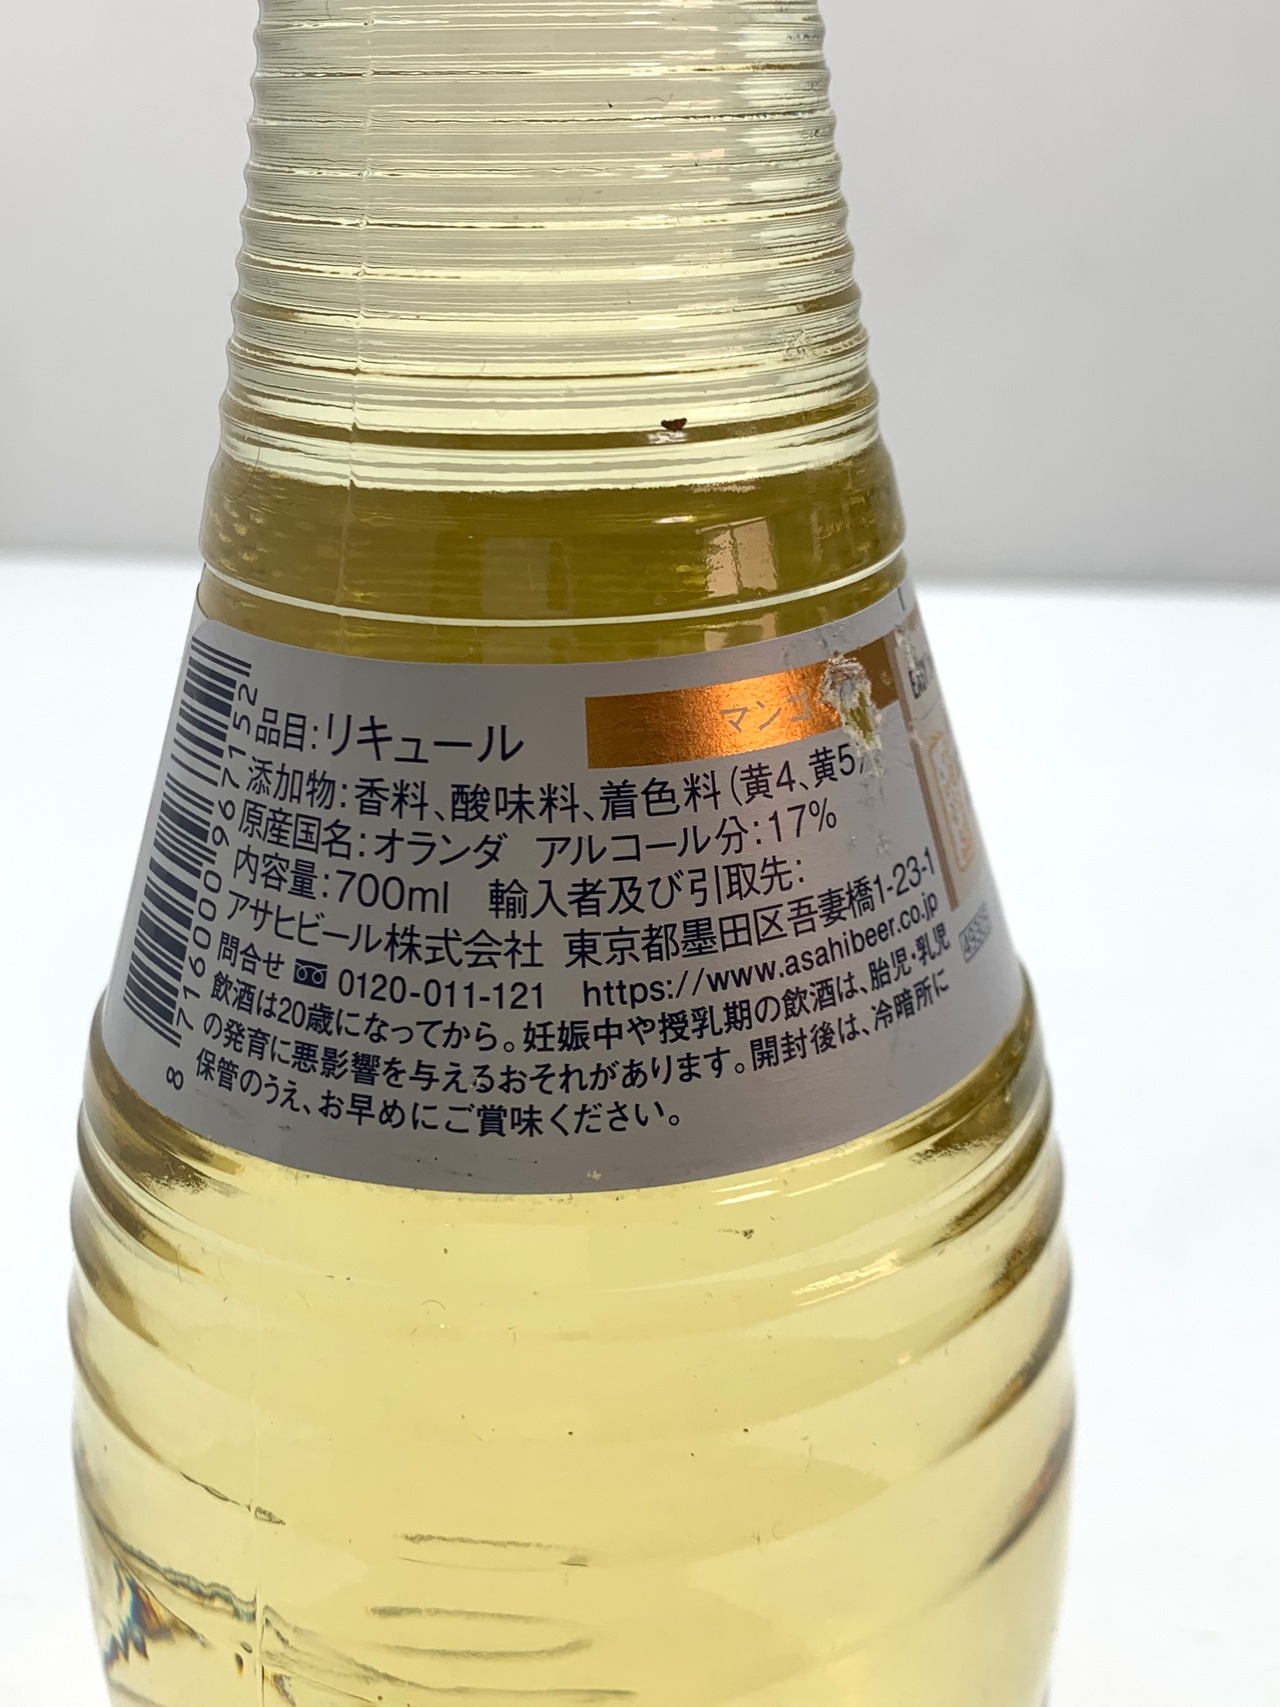 マンゴ
品目:リキュール
添加物:香料、酸味料、着色料(黄4、黄5)
原産国名:オランダ アルコール分:17%
内容量:700ml 輸入者及び引取先:
アサヒビール株式会社 東京都墨田区吾妻橋1-23-1
問合せ 0120-011-121 https://www.asahibeer.co.jp
飲酒は20歳になってから。妊娠中や授乳期の飲酒は、胎児・乳児
の発育に悪影響を与えるおそれがあります。開封後は、冷暗所に
保管のうえ、お早めにご賞味ください。
8 716000 967152